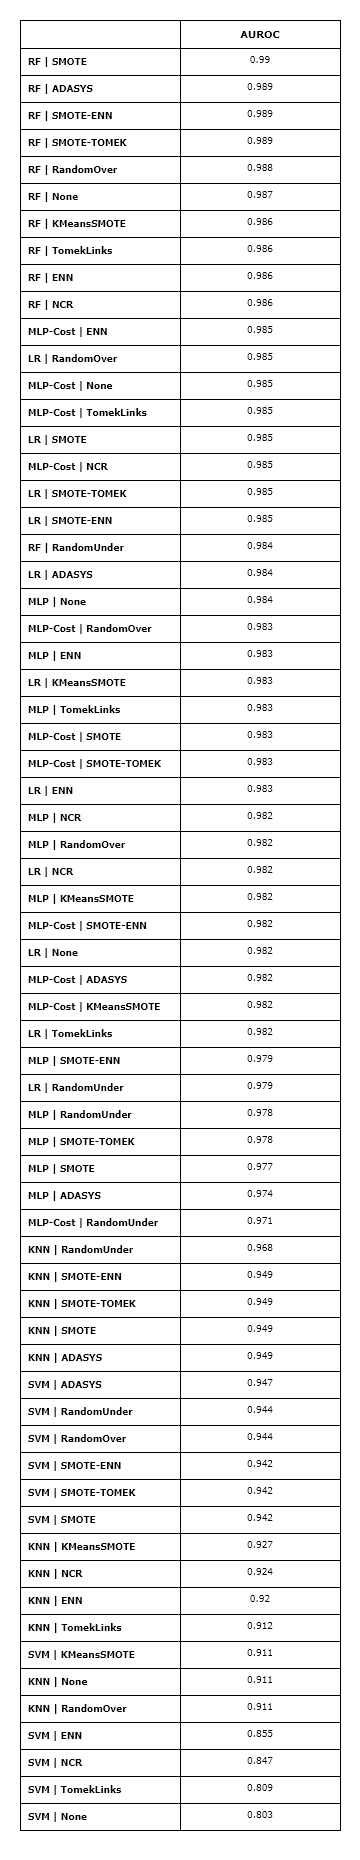 AUROC
RF | SMOTE 0.99
RF | ADASYS 0.989
RF | SMOTE-ENN 0.989
RF | SMOTE-TOMEK 0.989
RF | RandomOver 0.988
RF | None 0.987
RF | KMeansSMOTE 0.986
RF | TomekLinks 0.986
RF | ENN 0.986
RF | NCR 0.986
MLP-Cost | ENN 0.985
LR | RandomOver 0.985
MLP-Cost | None 0.985
MLP-Cost | TomekLinks 0.985
LR | SMOTE 0.985
MLP-Cost | NCR 0.985
LR | SMOTE-TOMEK 0.985
LR | SMOTE-ENN 0.985
RF | RandomUnder 0.984
LR | ADASYS 0.984
MLP | None 0.984
MLP-Cost | RandomOver 0.983
MLP | ENN 0.983
LR | KMeansSMOTE 0.983
MLP | TomekLinks 0.983
MLP-Cost | SMOTE 0.983
MLP-Cost | SMOTE-TOMEK 0.983
LR | ENN 0.983
MLP | NCR 0.982
MLP | RandomOver 0.982
LR | NCR 0.982
MLP | KMeansSMOTE 0.982
MLP-Cost | SMOTE-ENN 0.982
LR | None 0.982
MLP-Cost | ADASYS 0.982
MLP-Cost | KMeansSMOTE 0.982
LR | TomekLinks 0.982
MLP | SMOTE-ENN 0.979
LR | RandomUnder 0.979
MLP | RandomUnder 0.978
MLP | SMOTE-TOMEK 0.978
MLP | SMOTE 0.977
MLP | ADASYS 0.974
MLP-Cost | RandomUnder 0.971
KNN | RandomUnder 0.968
KNN | SMOTE-ENN 0.949
KNN | SMOTE-TOMEK 0.949
KNN | SMOTE 0.949
KNN | ADASYS 0.949
SVM | ADASYS 0.947
SVM | RandomUnder 0.944
SVM | RandomOver 0.944
SVM | SMOTE-ENN 0.942
SVM | SMOTE-TOMEK 0.942
SVM | SMOTE 0.942
KNN | KMeansSMOTE 0.927
KNN | NCR 0.924
KNN | ENN 0.92
KNN | TomekLinks 0.912
SVM | KMeansSMOTE 0.911
KNN | None 0.911
KNN | RandomOver 0.911
SVM | ENN 0.855
SVM | NCR 0.847
SVM | TomekLinks 0.809
SVM | None 0.803